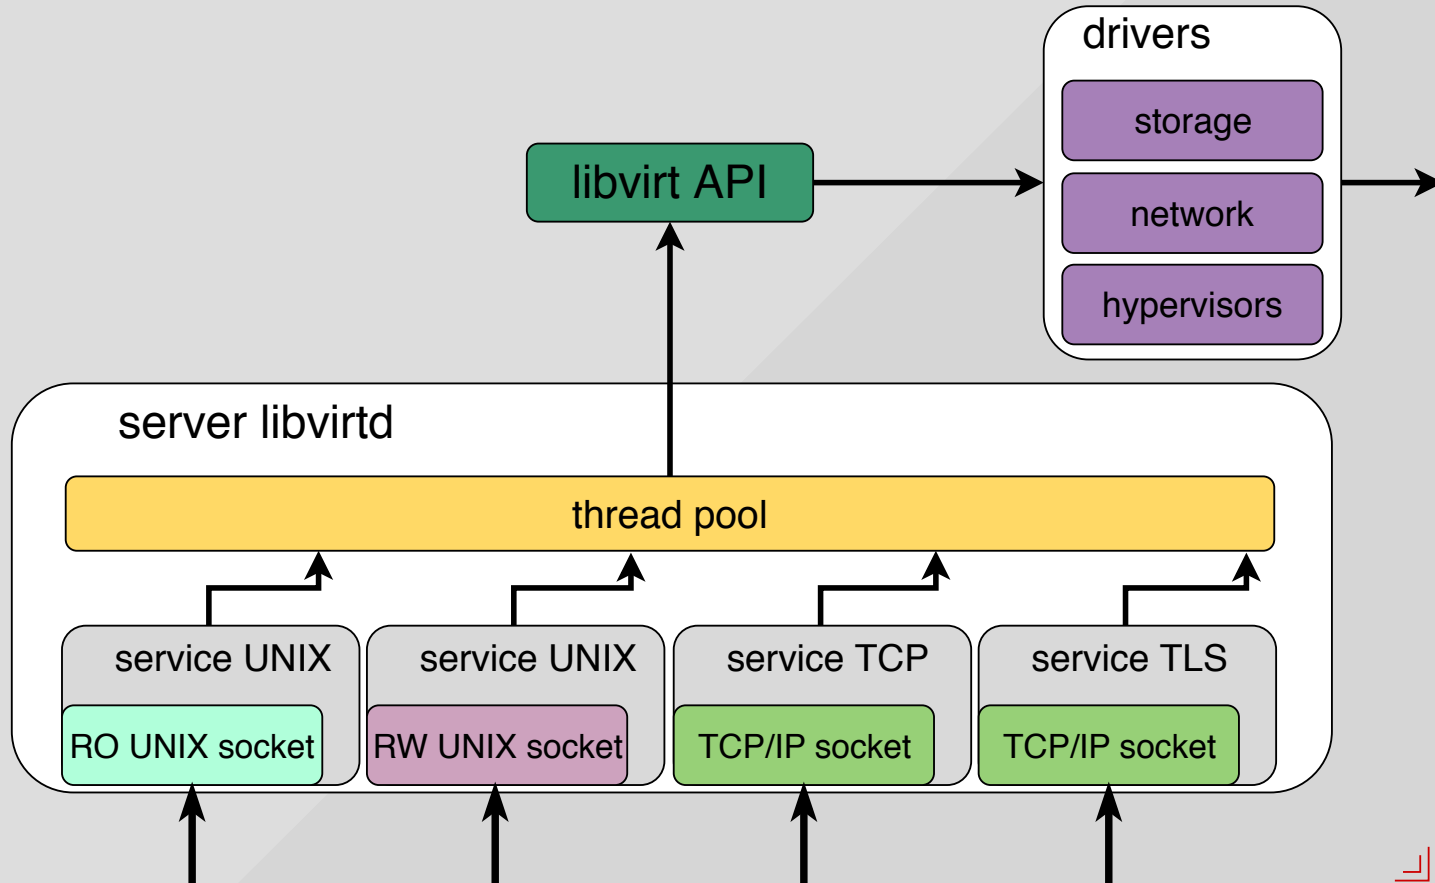 drivers
storage
libvirt API
network
hypervisors
server libvirtd
thread pool
service UNIX
service UNIX
service TCP
service TLS
RO UNIX socket
RW UNIX socket
TCP/IP socket
TCP/IP socket